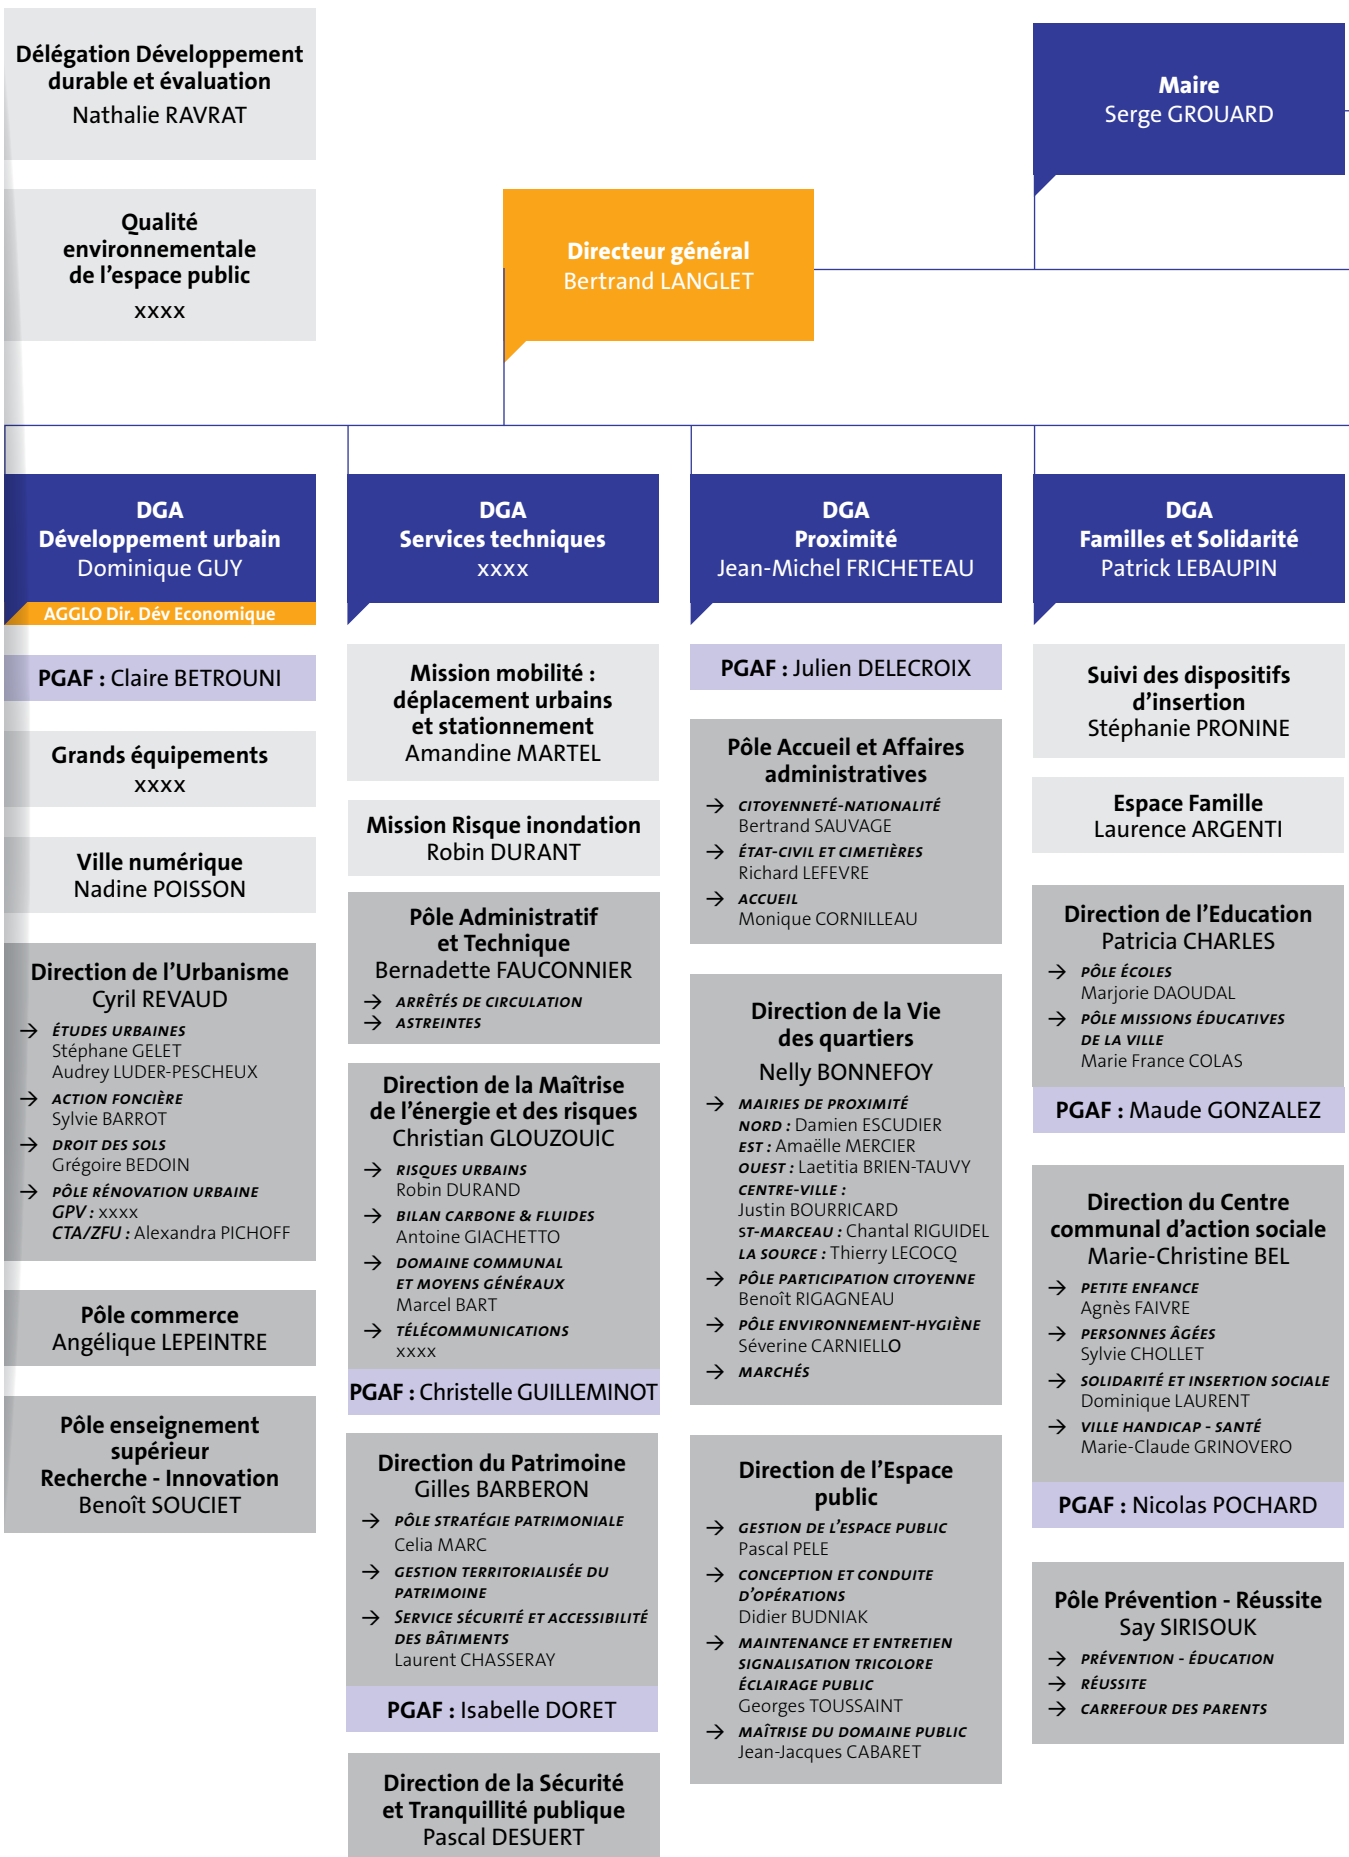 Délégation Développement
durable et évaluation
Nathalie RAVRAT
Qualité
environnementale
de l'espace public
xxxx
Maire
Serge GROUARD
Directeur général
Bertrand LANGLET
DGA
Développement urbain
Dominique GUY
AGGLO Dir. Dév Economique
PGAF : Claire BETROUNI
Grands équipements
xxxx
Ville numérique
Nadine POISSON
Direction de l'Urbanisme
Cyril REVAUD
→ ÉTUDES URBAINES
Stéphane GELET
Audrey LUDER-PESCHEUX
→ ACTION FONCIÈRE
Sylvie BARROT
→ DROIT DES SOLS
Grégoire BEDOIN
→ PÔLE RÉNOVATION URBAINE
GPV : xxxx
CTA/ZFU : Alexandra PICHOFF
Pôle commerce
Angélique LEPEINTRE
Pôle enseignement
supérieur
Recherche - Innovation
Benoît SOUCIET
DGA
Services techniques
xxxx
Mission mobilité :
déplacement urbains
et stationnement
Amandine MARTEL
Mission Risque inondation
Robin DURANT
Pôle Administratif
et Technique
Bernadette FAUCONNIER
→ ARRÊTÉS DE CIRCULATION
→ ASTREINTES
Direction de la Maîtrise
de l'énergie et des risques
Christian GLOUZOUIC
→ RISQUES URBAINS
Robin DURAND
→ BILAN CARBONE & FLUIDES
Antoine GIACHETTO
→ DOMAINE COMMUNAL
ET MOYENS GÉNÉRAUX
Marcel BART
→ TÉLÉCOMMUNICATIONS
xxxx
PGAF : Christelle GUILLEMINOT
Direction du Patrimoine
Gilles BARBERON
→ PÔLE STRATÉGIE PATRIMONIALE
Celia MARC
→ GESTION TERRITORIALISÉE DU
PATRIMOINE
→ SERVICE SÉCURITÉ ET ACCESSIBILITÉ
DES BÂTIMENTS
Laurent CHASSERAY
PGAF : Isabelle DORET
Direction de la Sécurité
et Tranquillité publique
Pascal DESUERT
DGA
Proximité
Jean-Michel FRICHETEAU
PGAF : Julien DELECROIX
Pôle Accueil et Affaires
administratives
→ CITOYENNETÉ-NATIONALITÉ
Bertrand SAUVAGE
→ ÉTAT-CIVIL ET CIMETIÈRES
Richard LEFEVRE
→ ACCUEIL
Monique CORNILLEAU
Direction de la Vie
des quartiers
Nelly BONNEFOY
→ MAIRIES DE PROXIMITÉ
NORD : Damien ESCUDIER
EST : Amaëlle MERCIER
OUEST : Laetitia BRIEN-TAUVY
CENTRE-VILLE :
Justin BOURRICARD
ST-MARCEAU : Chantal RIGUIDEL
LA SOURCE : Thierry LECOCQ
→ PÔLE PARTICIPATION CITOYENNE
Benoît RIGAGNEAU
→ PÔLE ENVIRONNEMENT-HYGIÈNE
Séverine CARNIELLO
→ MARCHÉS
Direction de l'Espace
public
→ GESTION DE L'ESPACE PUBLIC
Pascal PELE
→ CONCEPTION ET CONDUITE
D'OPÉRATIONS
Didier BUDNIAK
→ MAINTENANCE ET ENTRETIEN
SIGNALISATION TRICOLORE
ÉCLAIRAGE PUBLIC
Georges TOUSSAINT
→ MAÎTRISE DU DOMAINE PUBLIC
Jean-Jacques CABARET
DGA
Familles et Solidarité
Patrick LEBAUPIN
Suivi des dispositifs
d'insertion
Stéphanie PRONINE
Espace Famille
Laurence ARGENTI
Direction de l'Education
Patricia CHARLES
→ PÔLE ÉCOLES
Marjorie DAOUDAL
→ PÔLE MISSIONS ÉDUCATIVES
DE LA VILLE
Marie France COLAS
PGAF : Maude GONZALEZ
Direction du Centre
communal d'action sociale
Marie-Christine BEL
→ PETITE ENFANCE
Agnès FAIVRE
→ PERSONNES ÂGÉES
Sylvie CHOLLET
→ SOLIDARITÉ ET INSERTION SOCIALE
Dominique LAURENT
→ VILLE HANDICAP - SANTÉ
Marie-Claude GRINOVERO
PGAF : Nicolas POCHARD
Pôle Prévention - Réussite
Say SIRISOUK
→ PRÉVENTION - ÉDUCATION
→ RÉUSSITE
→ CARREFOUR DES PARENTS